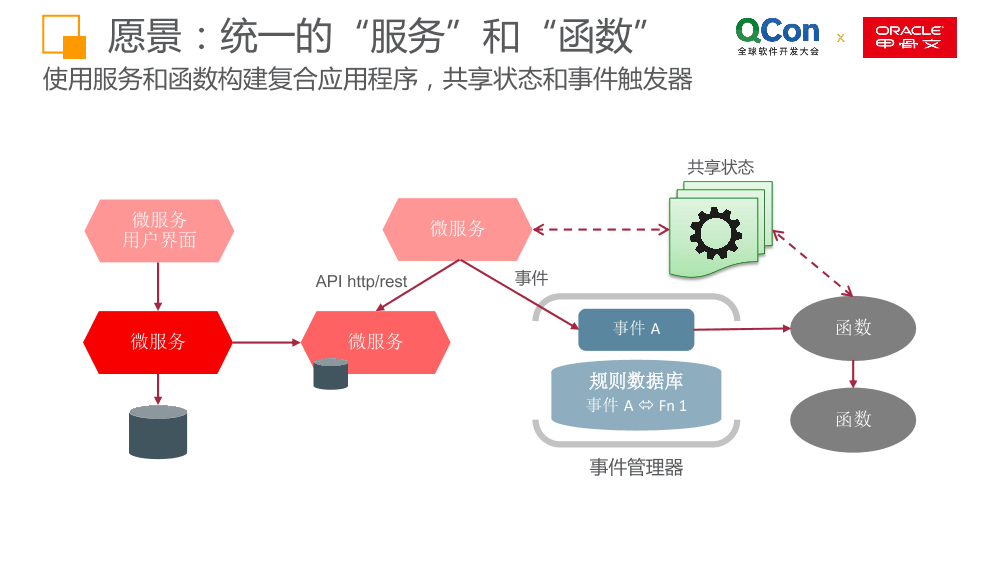 愿景：统一的“服务”和“函数”
使用服务和函数构建复合应用程序，共享状态和事件触发器
QCon
全球软件开发大会
x
ORACLE
甲骨文
共享状态
微服务
用户界面
微服务
API http/rest
事件
微服务
微服务
事件 A
函数
规则数据库
事件 A ⬄ Fn 1
函数
事件管理器